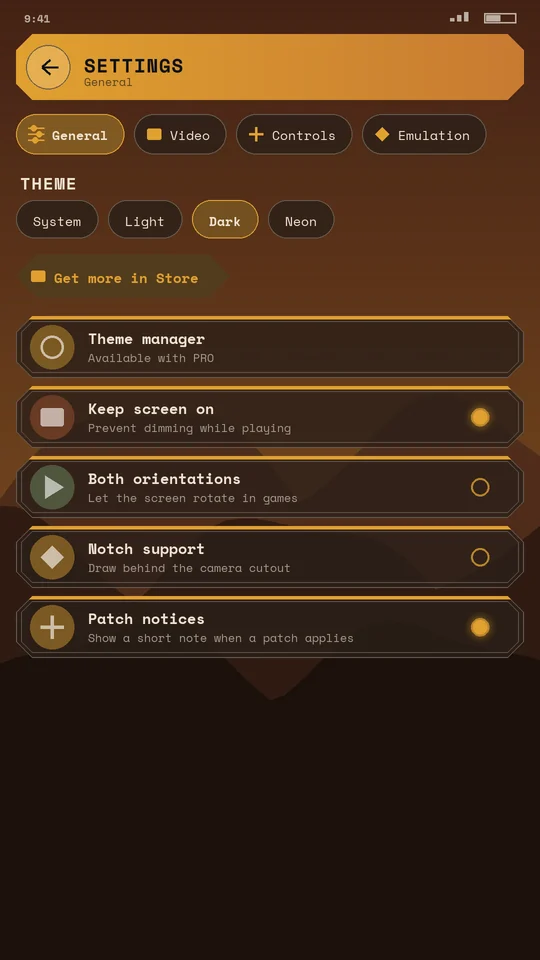 9:41
SETTINGS
General
General
Video
Controls
Emulation
THEME
System
Light
Dark
Neon
Get more in Store
Theme manager
Available with PRO
Keep screen on
Prevent dimming while playing
Both orientations
Let the screen rotate in games
Notch support
Draw behind the camera cutout
Patch notices
Show a short note when a patch applies